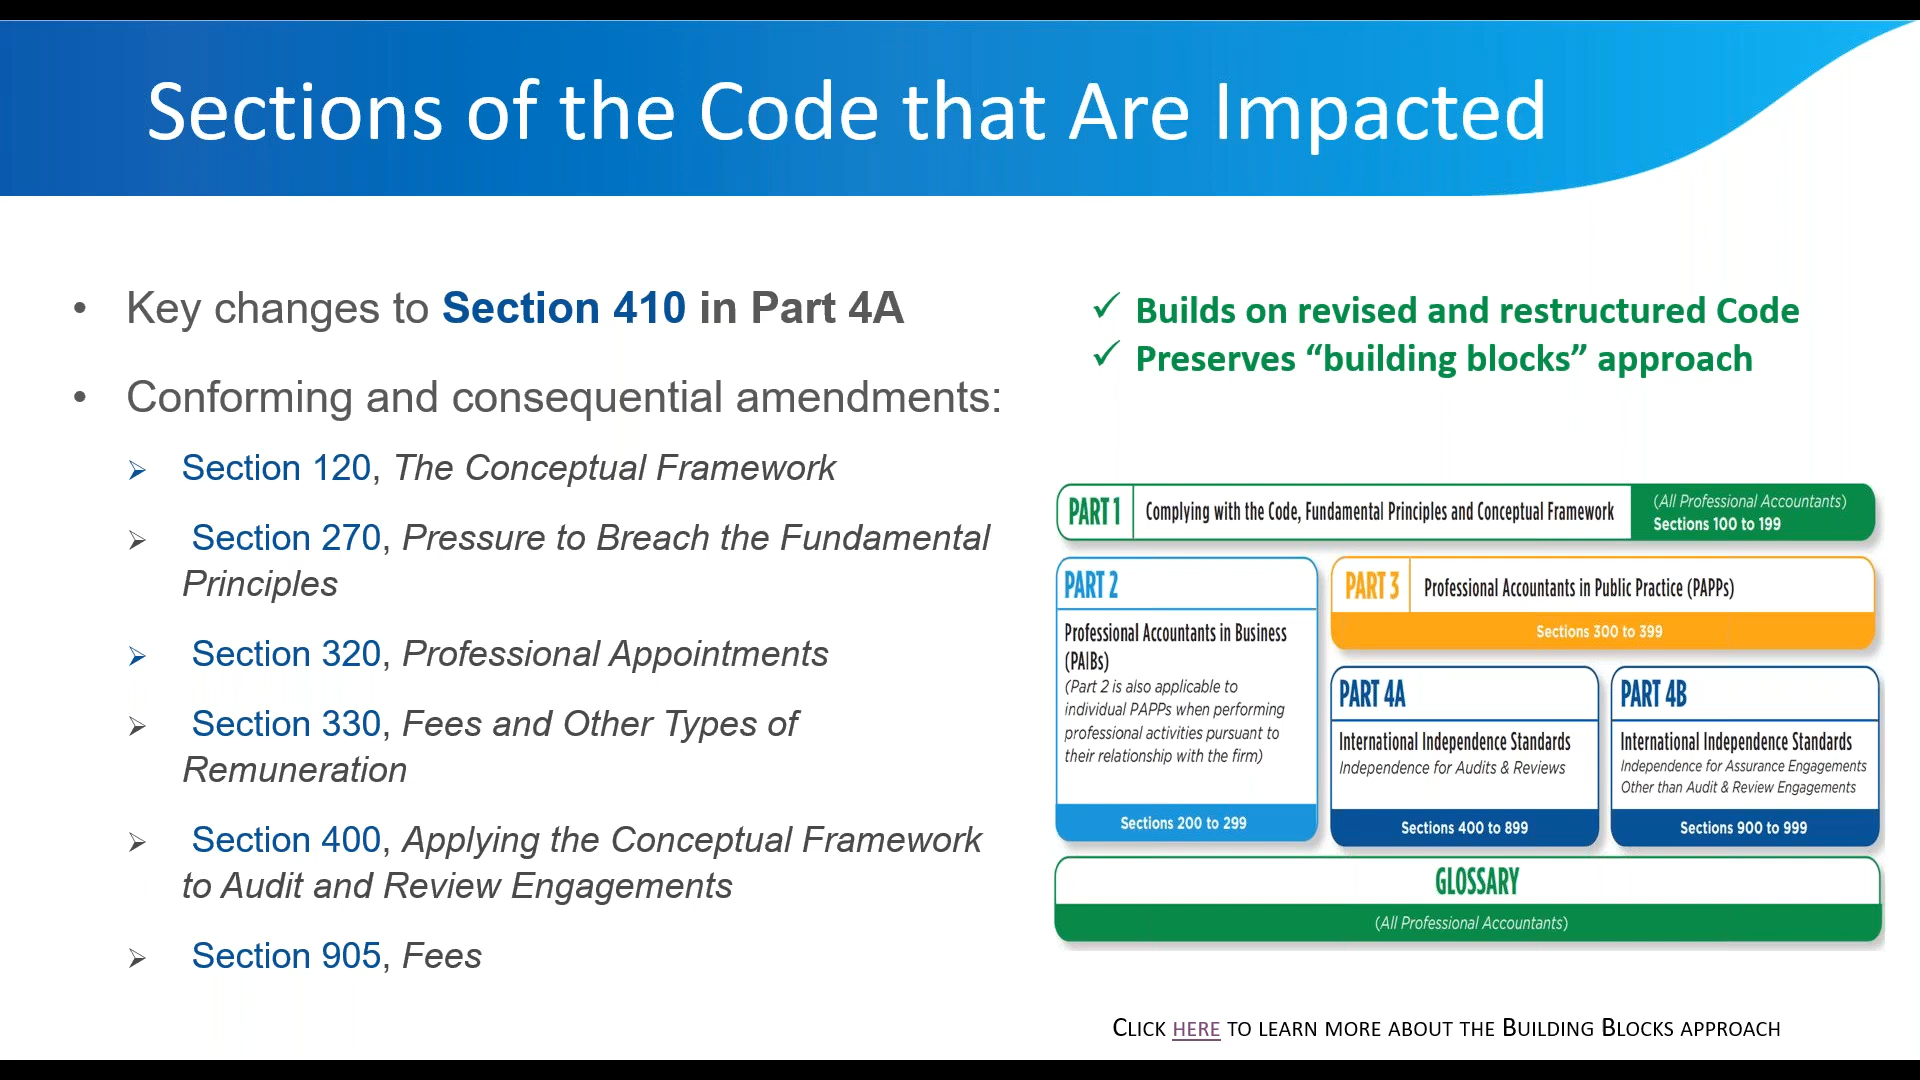 Sections of the Code that Are Impacted
• Key changes to Section 410 in Part 4A
• Conforming and consequential amendments:
➢ Section 120, The Conceptual Framework
➢ Section 270, Pressure to Breach the Fundamental
Principles
➢ Section 320, Professional Appointments
➢ Section 330, Fees and Other Types of
Remuneration
➢ Section 400, Applying the Conceptual Framework
to Audit and Review Engagements
➢ Section 905, Fees
✓ Builds on revised and restructured Code
✓ Preserves “building blocks” approach
PART 1 Complying with the Code, Fundamental Principles and Conceptual Framework
(All Professional Accountants)
Sections 100 to 199
PART 2
Professional Accountants in Business
(PAIBs)
(Part 2 is also applicable to
individual PAPPs when performing
professional activities pursuant to
their relationship with the firm)
Sections 200 to 299
PART 3 Professional Accountants in Public Practice (PAPPs)
Sections 300 to 399
PART 4A
International Independence Standards
Independence for Audits & Reviews
Sections 400 to 899
PART 4B
International Independence Standards
Independence for Assurance Engagements
Other than Audit & Review Engagements
Sections 900 to 999
GLOSSARY
(All Professional Accountants)
CLICK HERE TO LEARN MORE ABOUT THE BUILDING BLOCKS APPROACH